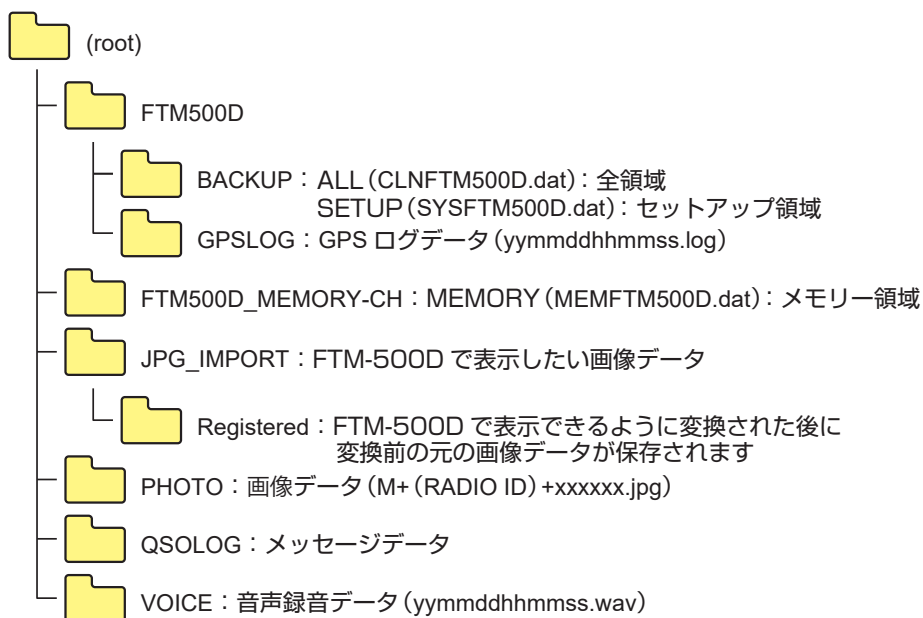 (root)
FTM500D
BACKUP：ALL（CLNFTM500D.dat）：全領域
SETUP（SYSFTM500D.dat）：セットアップ領域
GPSLOG：GPS ログデータ（yymmddhhmmss.log）
FTM500D_MEMORY-CH：MEMORY（MEMFTM500D.dat）：メモリー領域
JPG_IMPORT：FTM-500D で表示したい画像データ
Registered：FTM-500D で表示できるように変換された後に
変換前の元の画像データが保存されます
PHOTO：画像データ（M+（RADIO ID）+xxxxxx.jpg）
QSOLOG：メッセージデータ
VOICE：音声録音データ（yymmddhhmmss.wav）